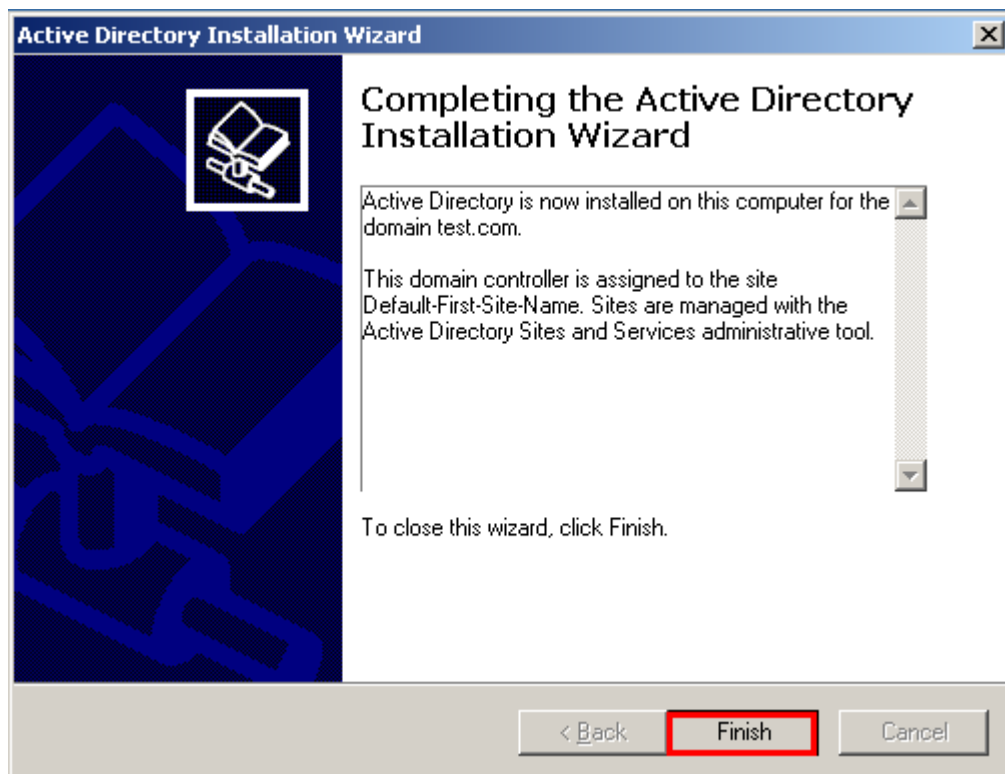 Active Directory Installation Wizard
Completing the Active Directory
Installation Wizard
Active Directory is now installed on this computer for the
domain test.com.
This domain controller is assigned to the site
Default-First-Site-Name. Sites are managed with the
Active Directory Sites and Services administrative tool.
To close this wizard, click Finish.
< Back
Finish
Cancel